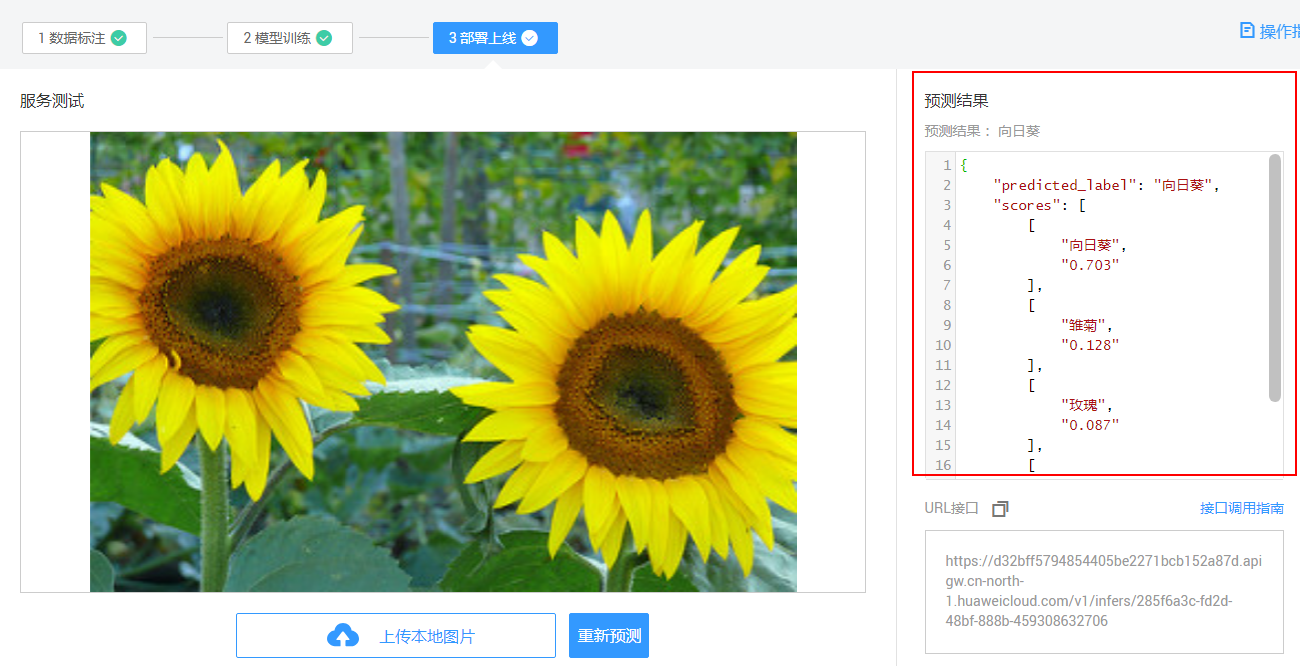 1 数据标注
2 模型训练
3 部署上线
服务测试
上传本地图片
重新预测
预测结果
预测结果： 向日葵
1 {
2 "predicted_label": "向日葵",
3 "scores": [
4 [
5 "向日葵",
6 "0.703"
7 ],
8 [
9 "雏菊",
10 "0.128"
11 ],
12 [
13 "玫瑰",
14 "0.087"
15 ],
16 [
URL接口
接口调用指南
https://d32bff5794854405be2271bcb152a87d.api
gw.cn-north-
1.huaweicloud.com/v1/infers/285f6a3c-fd2d-
48bf-888b-459308632706